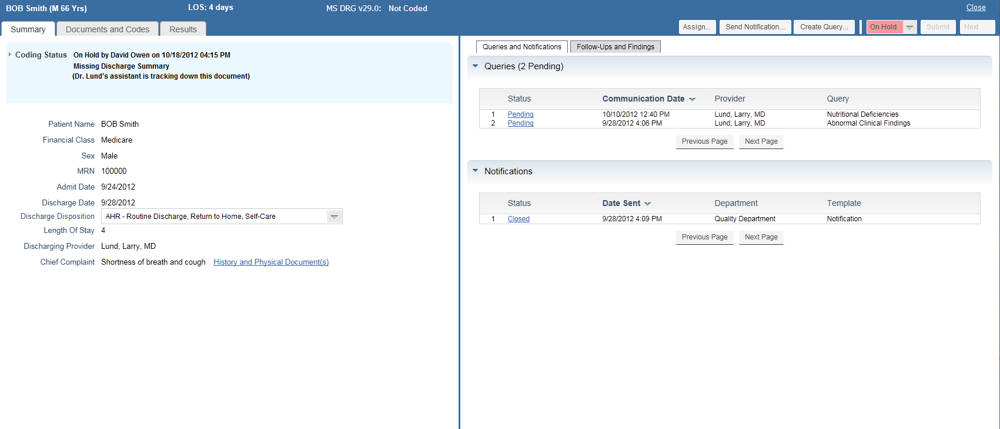 BOB Smith (M 66 Yrs) LOS: 4 days MS DRG v29.0: Not Coded Close
Summary Documents and Codes Results Assign... Send Notification... Create Query... On Hold Submit Next
Coding Status On Hold by David Owen on 10/18/2012 04:15 PM
Missing Discharge Summary
(Dr. Lund's assistant is tracking down this document)
Patient Name BOB Smith
Financial Class Medicare
Sex Male
MRN 100000
Admit Date 9/24/2012
Discharge Date 9/28/2012
Discharge Disposition AHR - Routine Discharge, Return to Home, Self-Care
Length Of Stay 4
Discharging Provider Lund, Larry, MD
Chief Complaint Shortness of breath and cough History and Physical Document(s)
Queries and Notifications Follow-Ups and Findings
Queries (2 Pending)
Status Communication Date Provider Query
1 Pending 10/10/2012 12:40 PM Lund, Larry, MD Nutritional Deficiencies
2 Pending 9/28/2012 4:06 PM Lund, Larry, MD Abnormal Clinical Findings
Previous Page Next Page
Notifications
Status Date Sent Department Template
1 Closed 9/28/2012 4:09 PM Quality Department Notification
Previous Page Next Page